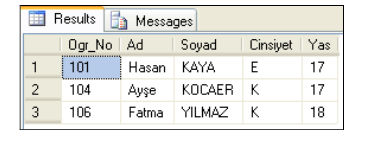 Results Messages
Ogr_No Ad Soyad Cinsiyet Yas
1 101 Hasan KAYA E 17
2 104 Ayşe KOCAER K 17
3 106 Fatma YILMAZ K 18